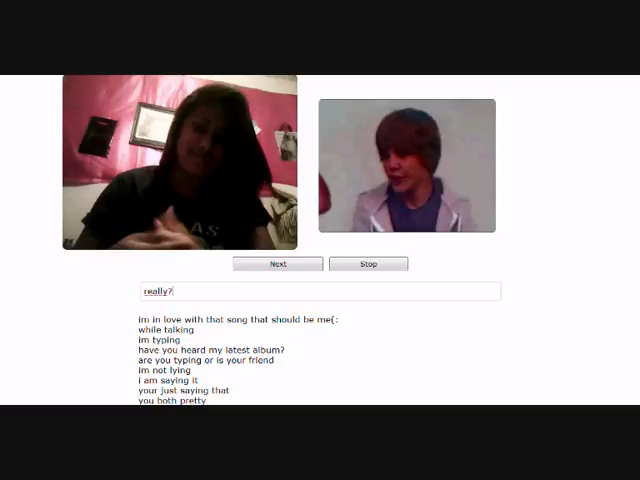 AS
Next
Stop
really?
im in love with that song that should be me(:
while talking
im typing
have you heard my latest album?
are you typing or is your friend
im not lying
i am saying it
your just saying that
you both pretty